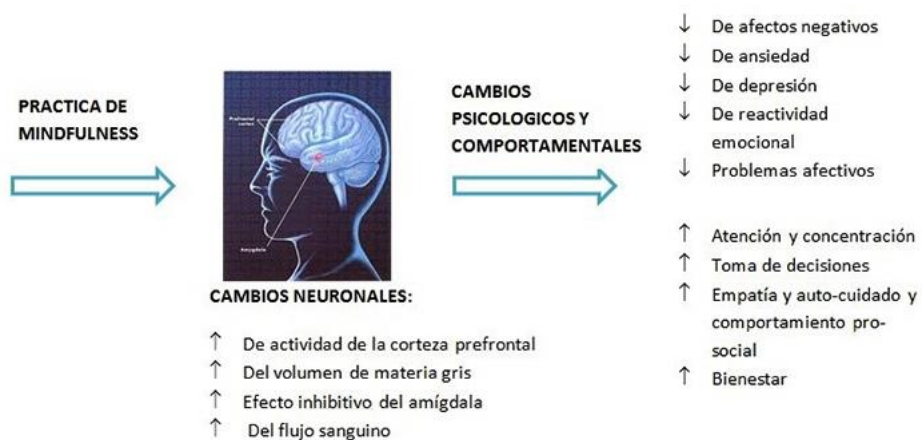 PRACTICA DE
MINDFULNESS
Prefrontal
cortex
Amygdala
CAMBIOS NEURONALES:
↑ De actividad de la corteza prefrontal
↑ Del volumen de materia gris
↑ Efecto inhibitivo del amígdala
↑ Del flujo sanguino
CAMBIOS
PSICOLOGICOS Y
COMPORTAMENTALES
↓ De afectos negativos
↓ De ansiedad
↓ De depresión
↓ De reactividad
emocional
↓ Problemas afectivos
↑ Atención y concentración
↑ Toma de decisiones
↑ Empatía y auto-cuidado y
comportamiento pro-
social
↑ Bienestar